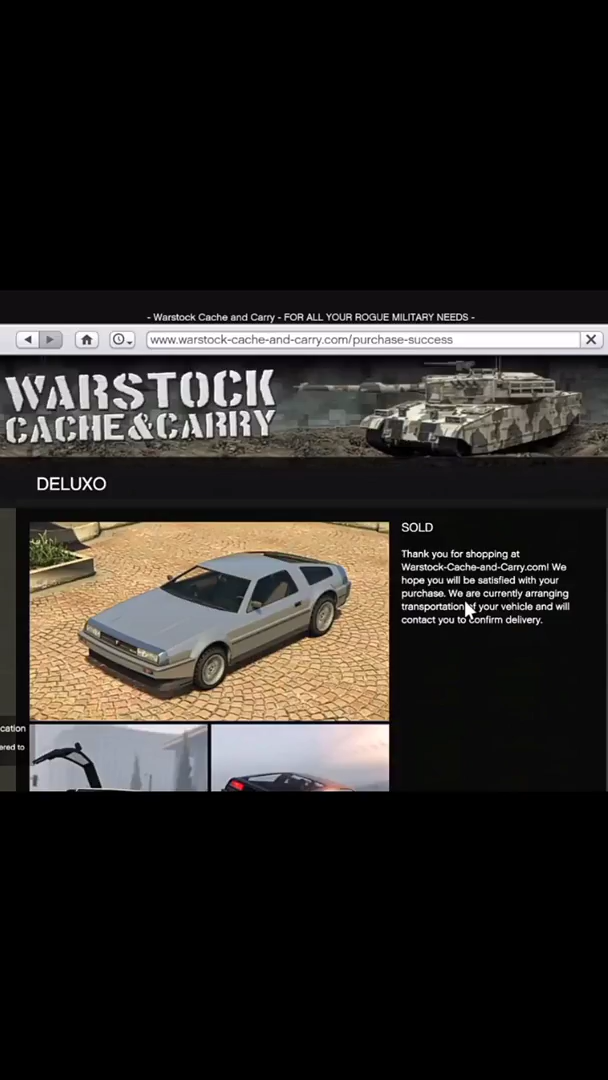 - Warstock Cache and Carry - FOR ALL YOUR ROGUE MILITARY NEEDS -
www.warstock-cache-and-carry.com/purchase-success
WARSTOCK
CACHE&CARRY
DELUXO
SOLD
Thank you for shopping at
Warstock-Cache-and-Carry.com! We
hope you will be satisfied with your
purchase. We are currently arranging
transportation of your vehicle and will
contact you to confirm delivery.
cation
ered to